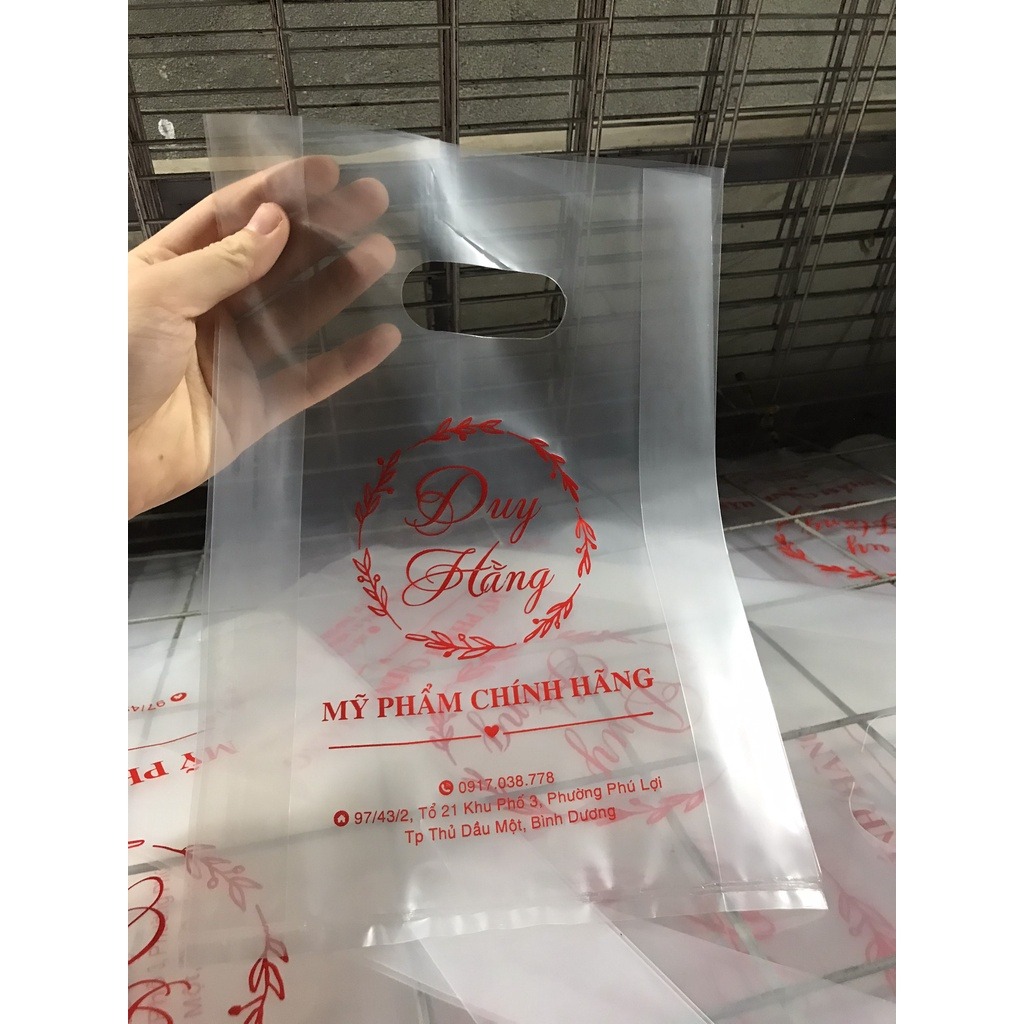 Duy
Hằng
MỸ PHẨM CHÍNH HÃNG
0917.038.778
97/43/2, Tổ 21 Khu Phố 3, Phường Phú Lợi
Tp Thủ Dầu Một, Bình Dương